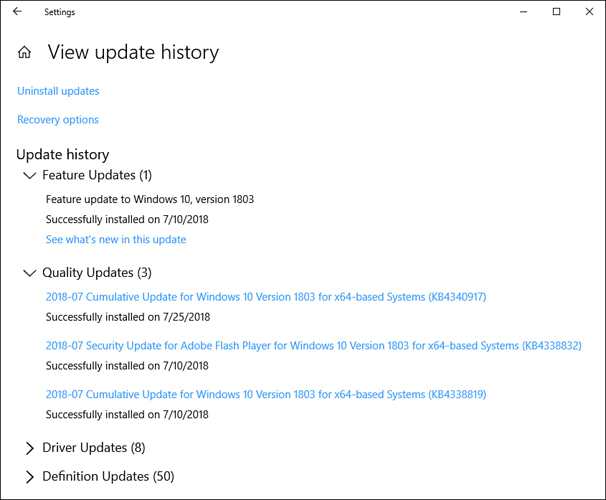 Settings
View update history
Uninstall updates
Recovery options
Update history
Feature Updates (1)
Feature update to Windows 10, version 1803
Successfully installed on 7/10/2018
See what's new in this update
Quality Updates (3)
2018-07 Cumulative Update for Windows 10 Version 1803 for x64-based Systems (KB4340917)
Successfully installed on 7/25/2018
2018-07 Security Update for Adobe Flash Player for Windows 10 Version 1803 for x64-based Systems (KB4338832)
Successfully installed on 7/10/2018
2018-07 Cumulative Update for Windows 10 Version 1803 for x64-based Systems (KB4338819)
Successfully installed on 7/10/2018
Driver Updates (8)
Definition Updates (50)